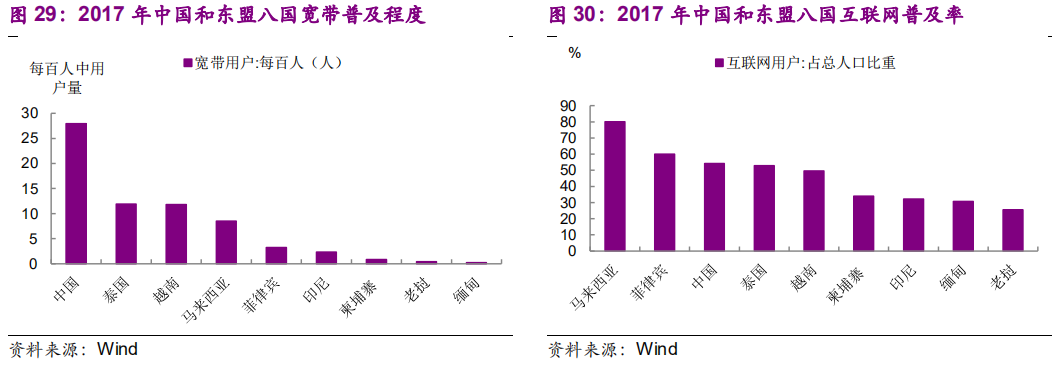 图 29：2017 年中国和东盟八国宽带普及程度
每百人中用
户量
宽带用户:每百人（人）
30
25
20
15
10
5
0
中国
泰国
越南
马来西亚
菲律宾
印尼
柬埔寨
老挝
缅甸
资料来源：Wind
图 30：2017 年中国和东盟八国互联网普及率
%
互联网用户:占总人口比重
90
80
70
60
50
40
30
20
10
0
马来西亚
菲律宾
中国
泰国
越南
柬埔寨
印尼
缅甸
老挝
资料来源：Wind